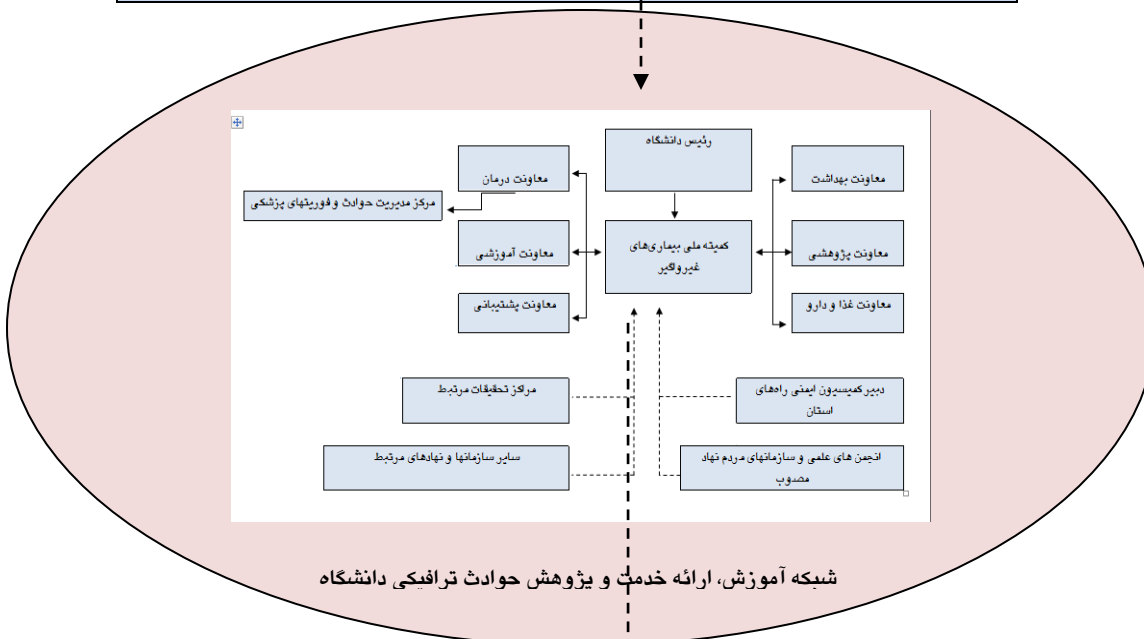 رئیس دانشگاه
معاونت بهداشت
معاونت درمان
مرکز مدیریت حوادث و فوریتهای پزشکی
کمیته ملی بیماری‌های
غیرواگیر
معاونت پژوهشی
معاونت آموزشی
معاونت غذا و دارو
معاونت پشتیبانی
دبیر کمیسیون ایمنی راه‌های
استان
مراکز تحقیقات مرتبط
انجمن های علمی و سازمانهای مردم نهاد
مصوب
سایر سازمانها و نهادهای مرتبط
شبکه آموزش، ارائه خدمت و پژوهش حوادث ترافیکی دانشگاه